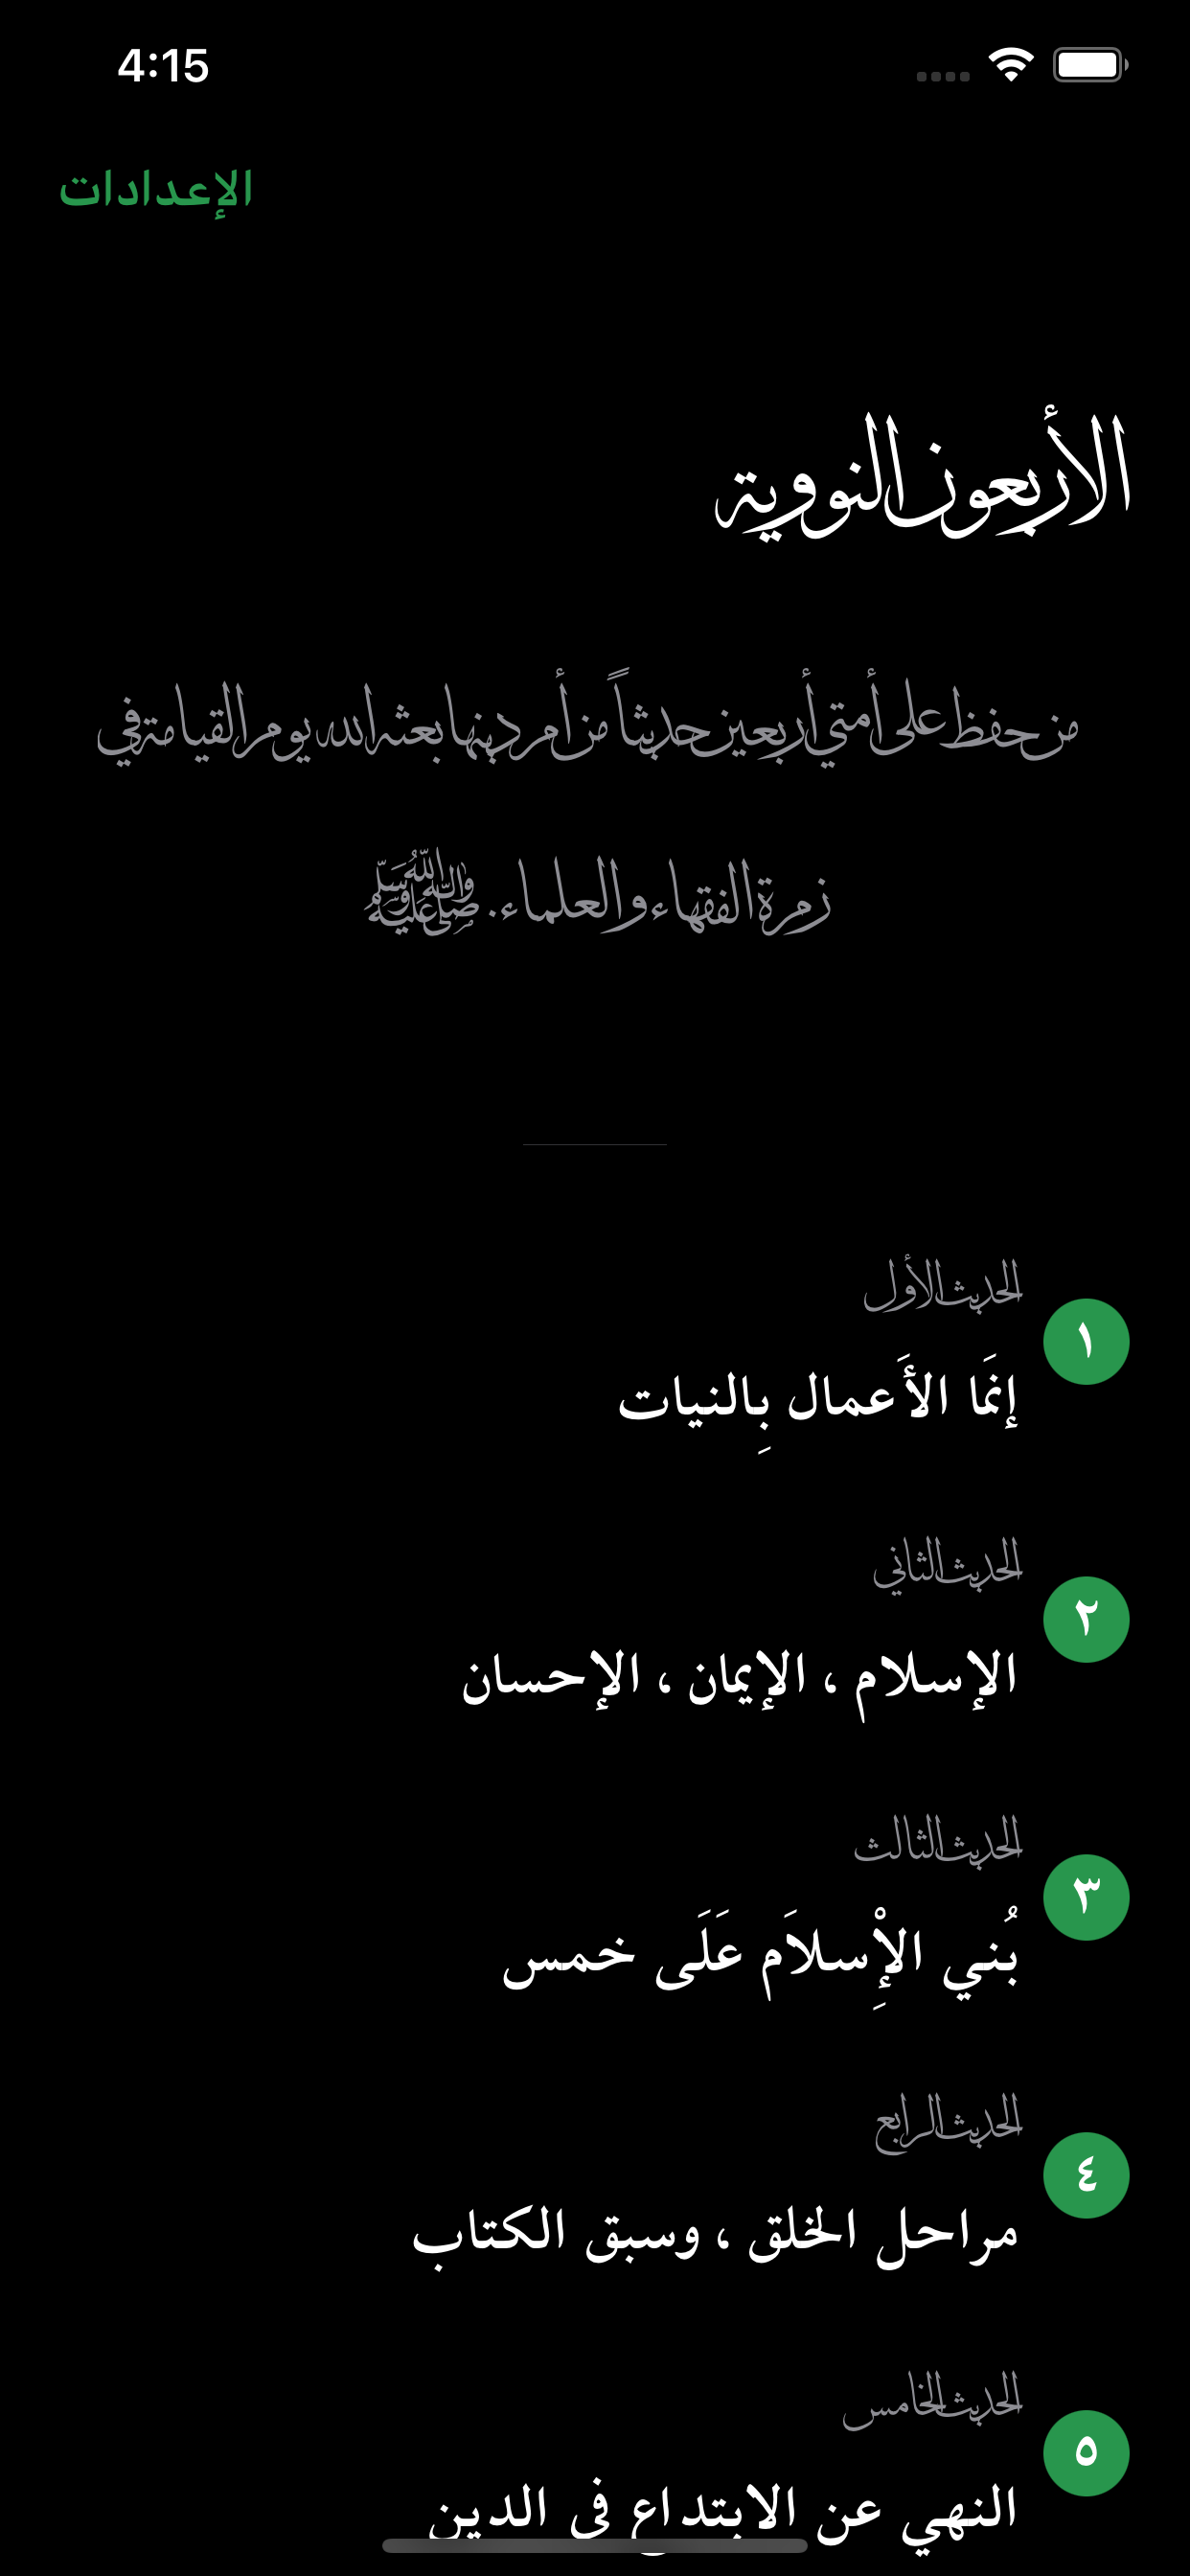 4:15
الإعدادات
الأربعون النووية
من حفظ على أمتي أربعين حديثاً من أمر دينها بعثه الله يوم القيامة في
زمرة الفقهاء والعلماء. ﷺ
الحديث الأول
١
إنَمَا الأَعمال بِالنيات
الحديث الثاني
٢
الإسلام ، الإيمان ، الإحسان
الحديث الثالث
٣
بُني الإْسِلاَم عَلَى خمس
الحديث الرابع
٤
مراحل الخلق ، وسبق الكتاب
الحديث الخامس
٥
النهي عن الابتداع في الدين